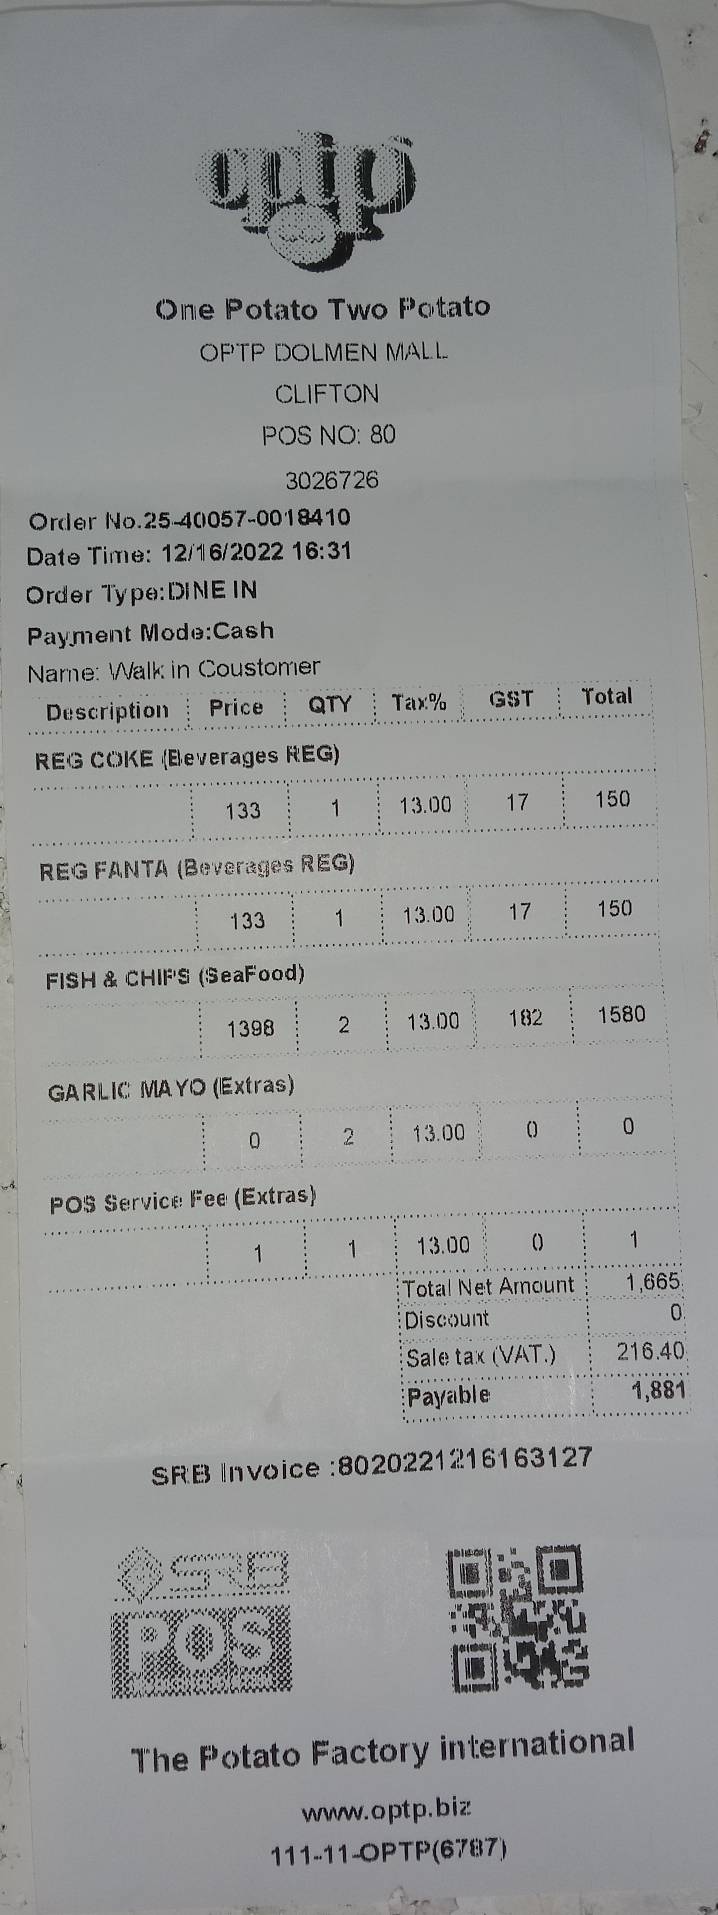 optp
One Potato Two Potato
OPTP DOLMEN MALL
CLIFTON
POS NO: 80
3026726
Order No.25-40057-0018410
Date Time: 12/16/2022 16:31
Order Type:DINE IN
Payment Mode:Cash
Name: Walk in Coustomer
Description Price QTY Tax% GST Total
REG COKE (Beverages REG)
133 1 13.00 17 150
REG FANTA (Beverages REG)
133 1 13.00 17 150
FISH & CHIPS (SeaFood)
1398 2 13.00 182 1580
GARLIC MAYO (Extras)
0 2 13.00 0 0
POS Service Fee (Extras)
1 1 13.00 0 1
Total Net Amount 1,665
Discount 0
Sale tax (VAT.) 216.40
Payable 1,881
SRB Invoice :8020221216163127
SRB
POS
The Potato Factory international
www.optp.biz
111-11-OPTP(6787)